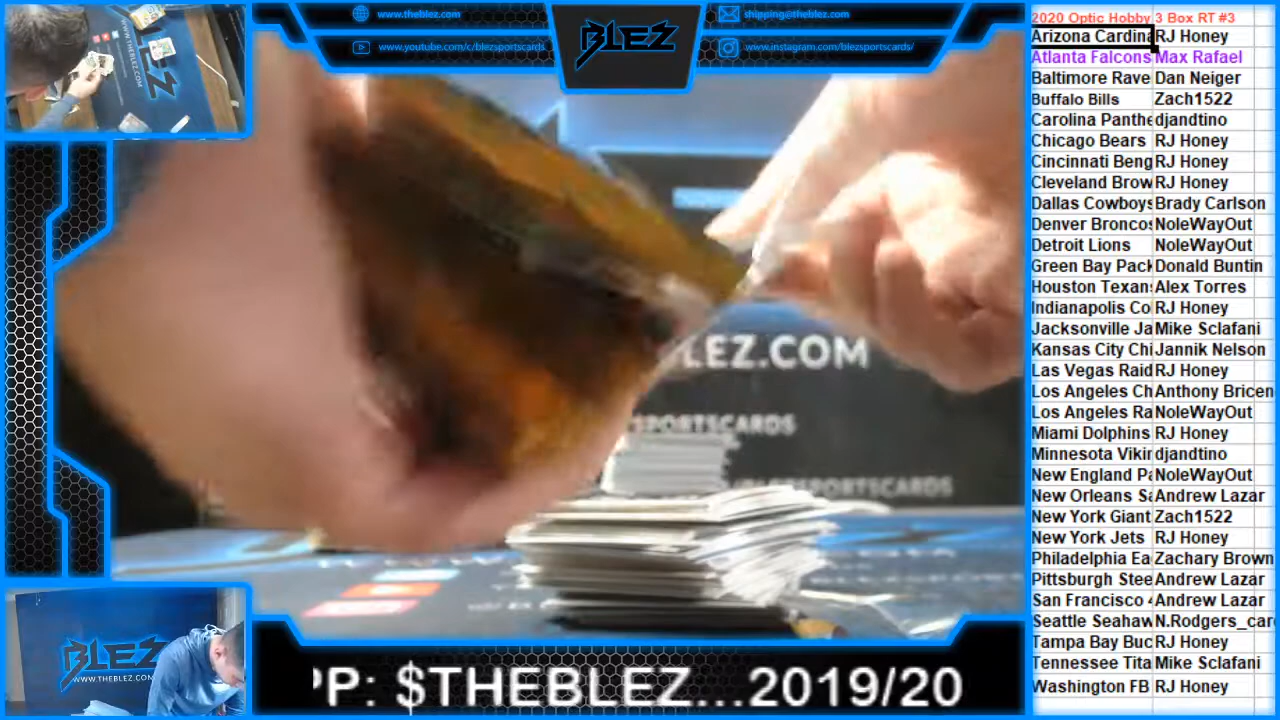 www.theblez.com
www.youtube.com/c/blezsportscards
BLEZ
shipping@theblez.com
www.instagram.com/blezsportscards/
2020 Optic Hobby 3 Box RT #3
Arizona Cardina RJ Honey
Atlanta Falcons Max Rafael
Baltimore Rave Dan Neiger
Buffalo Bills Zach1522
Carolina Panthe djandtino
Chicago Bears RJ Honey
Cincinnati Beng RJ Honey
Cleveland Brow RJ Honey
Dallas Cowboys Brady Carlson
Denver Broncos NoleWayOut
Detroit Lions NoleWayOut
Green Bay Pack Donald Buntin
Houston Texans Alex Torres
Indianapolis Co RJ Honey
Jacksonville Ja Mike Sclafani
Kansas City Chi Jannik Nelson
Las Vegas Raid RJ Honey
Los Angeles Ch Anthony Bricen
Los Angeles Ra NoleWayOut
Miami Dolphins RJ Honey
Minnesota Vikin djandtino
New England Pa NoleWayOut
New Orleans Sa Andrew Lazar
New York Giant Zach1522
New York Jets RJ Honey
Philadelphia Ea Zachary Brown
Pittsburgh Stee Andrew Lazar
San Francisco 4 Andrew Lazar
Seattle Seahaw N.Rodgers_car
Tampa Bay Buc RJ Honey
Tennessee Tita Mike Sclafani
Washington FB RJ Honey
LEZ.COM
SPORTSCARDS
SPORTSCARDS
BLEZ
WWW.THEBLEZ.COM
PP: $THEBLEZ...2019/20